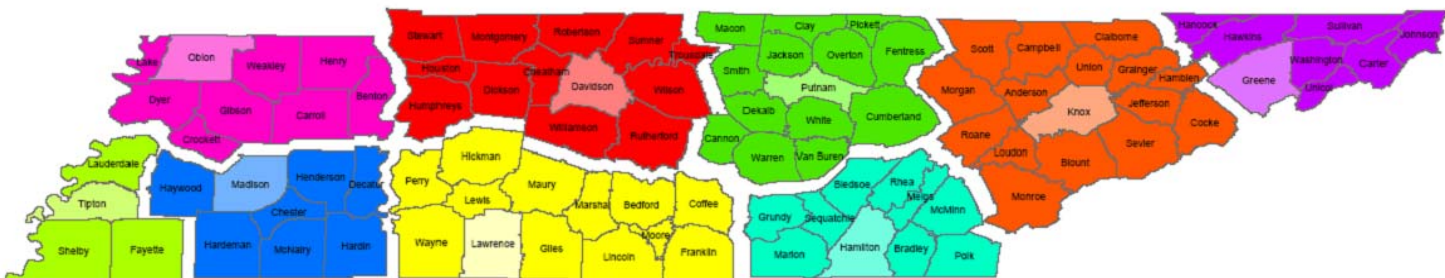 Lake
Obion
Weakley
Henry
Dyer
Gibson
Carroll
Benton
Crockett
Lauderdale
Tipton
Shelby
Fayette
Haywood
Madison
Henderson
Decatur
Chester
Hardeman
McNairy
Hardin
Stewart
Montgomery
Robertson
Sumner
Trousdale
Houston
Cheatham
Davidson
Wilson
Humphreys
Dickson
Williamson
Rutherford
Perry
Hickman
Maury
Lewis
Marshal
Bedford
Coffee
Moore
Wayne
Lawrence
Giles
Lincoln
Franklin
Macon
Clay
Pickett
Jackson
Overton
Fentress
Smith
Putnam
Dekalb
White
Cumberland
Cannon
Warren
Van Buren
Bledsoe
Rhea
Meigs
McMinn
Grundy
Sequatchie
Marion
Hamilton
Bradley
Polk
Scott
Campbell
Claiborne
Union
Grainger
Hamblen
Morgan
Anderson
Knox
Jefferson
Cocke
Roane
Loudon
Blount
Sevier
Monroe
Hancock
Hawkins
Sullivan
Johnson
Greene
Washington
Carter
Unicoi